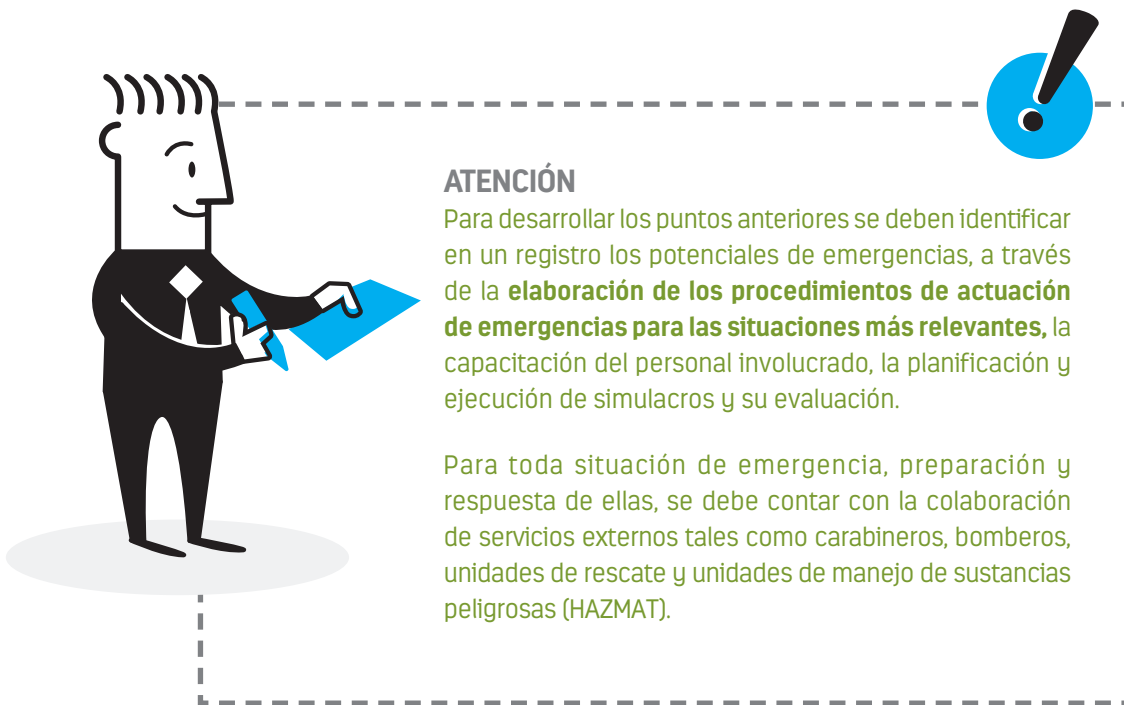 ATENCIÓN
Para desarrollar los puntos anteriores se deben identificar
en un registro los potenciales de emergencias, a través
de la elaboración de los procedimientos de actuación
de emergencias para las situaciones más relevantes, la
capacitación del personal involucrado, la planificación y
ejecución de simulacros y su evaluación.
Para toda situación de emergencia, preparación y
respuesta de ellas, se debe contar con la colaboración
de servicios externos tales como carabineros, bomberos,
unidades de rescate y unidades de manejo de sustancias
peligrosas (HAZMAT).